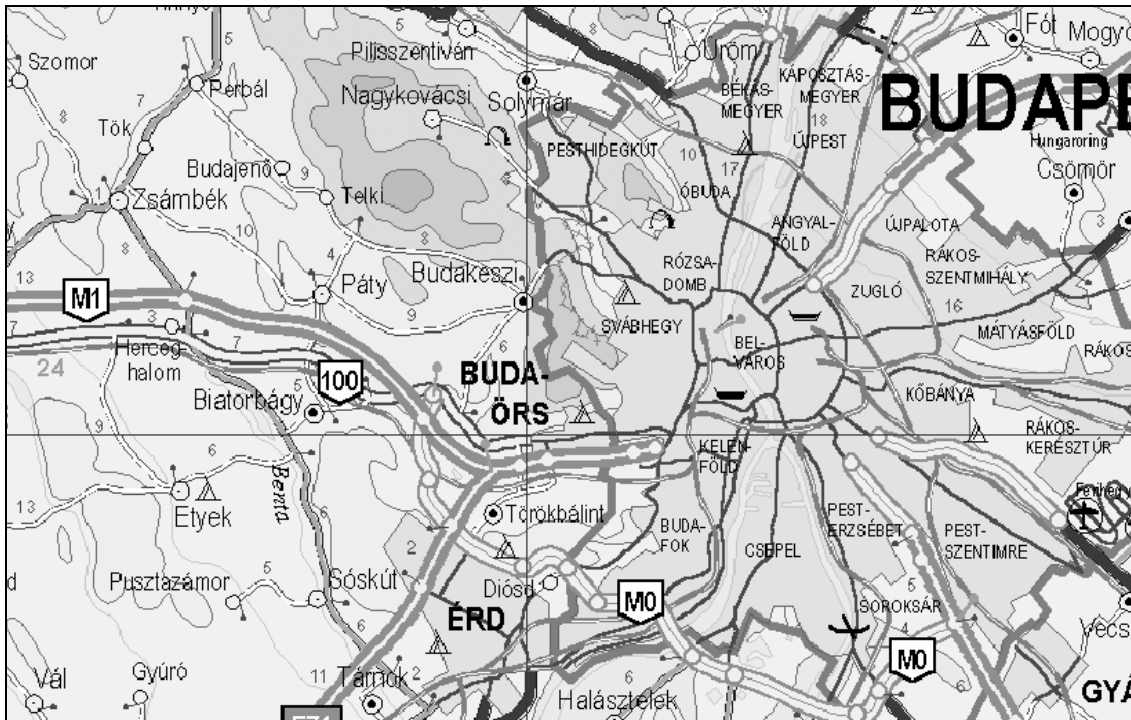 Fót
Mogyo
Pilisszentiván
Üröm
Szomor
Perbál
KÁPOSZTÁS-
MEGYER
BÉKÁS-
MEGYER
BUDAPE
Nagykovácsi
Solymár
Tök
ÚJPEST
Hungaroring
PESTHIDEGKÚT
Csömör
Budajenő
ÓBUDA
Telki
Zsámbék
ANGYAL-
FÖLD
ÚJPALOTA
RÓZSA-
DOMB
RÁKOS-
SZENTMIHÁLY
Budakeszi
Páty
ZUGLÓ
M1
SVÁBHEGY
MÁTYÁSFÖLD
Herceg-
halom
BEL-
VÁROS
RÁKOS
24
100
BUDA-
ÖRS
Biatorbágy
KŐBÁNYA
RÁKOS-
KERESZTÚR
KELEN-
FÖLD
Etyek
Törökbálint
PEST-
ERZSÉBET
BUDA-
FOK
CSEPEL
PEST-
SZENTIMRE
Pusztazámor
Sóskút
Diósd
ÉRD
M0
SOROKSÁR
Vecs
M0
Vál
Gyúró
Tárnok
Halásztelek
GYÁ
E71